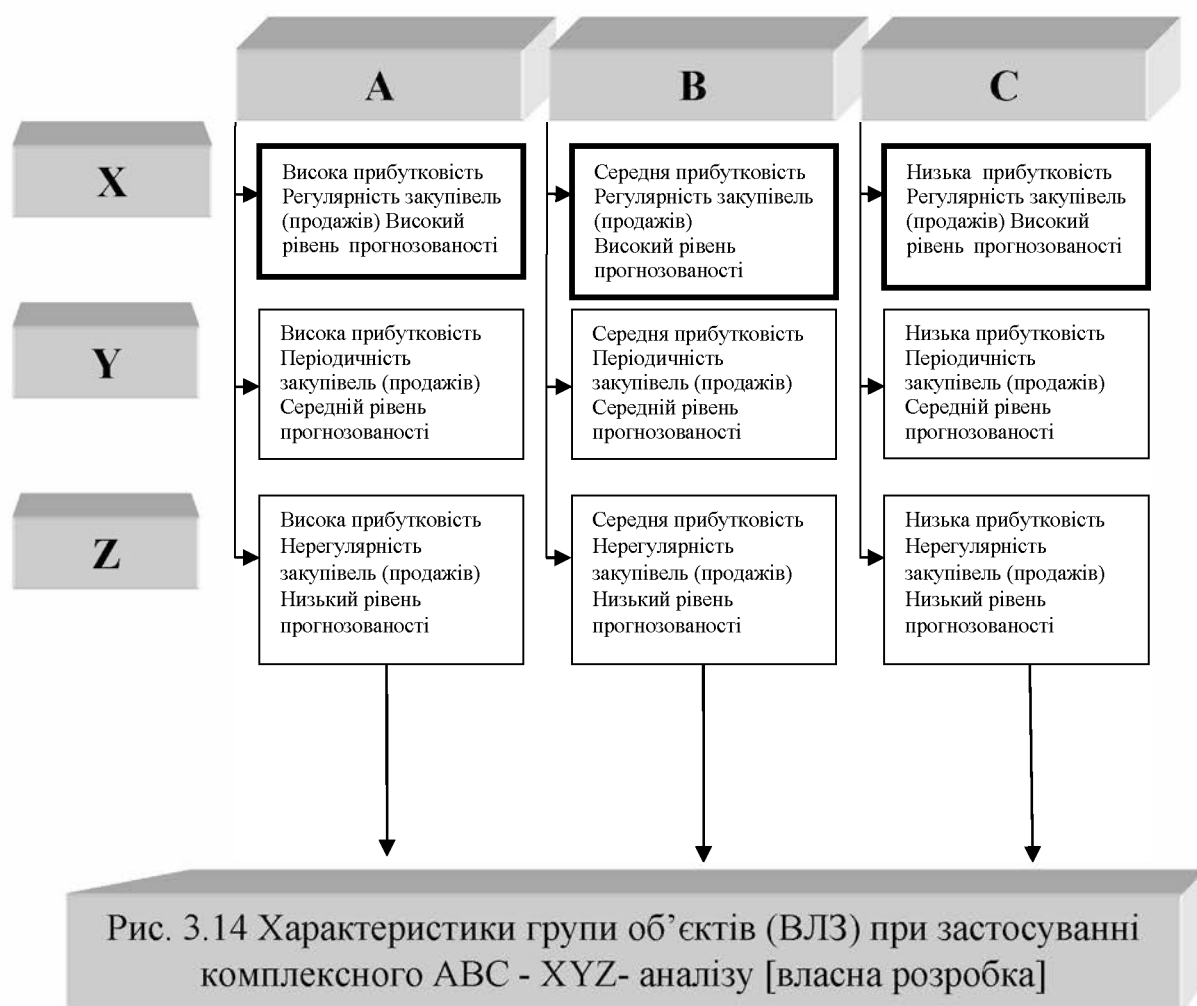 A
B
C
X
Висока прибутковість
Регулярність закупівель
(продажів) Високий
рівень прогнозованості
Середня прибутковість
Регулярність закупівель
(продажів)
Високий рівень
прогнозованості
Низька прибутковість
Регулярність закупівель
(продажів) Високий
рівень прогнозованості
Y
Висока прибутковість
Періодичність
закупівель (продажів)
Середній рівень
прогнозованості
Середня прибутковість
Періодичність
закупівель (продажів)
Середній рівень
прогнозованості
Низька прибутковість
Періодичність
закупівель (продажів)
Середній рівень
прогнозованості
Z
Висока прибутковість
Нерегулярність
закупівель (продажів)
Низький рівень
прогнозованості
Середня прибутковість
Нерегулярність
закупівель (продажів)
Низький рівень
прогнозованості
Низька прибутковість
Нерегулярність
закупівель (продажів)
Низький рівень
прогнозованості
Рис. 3.14 Характеристики групи об’єктів (ВЛЗ) при застосуванні
комплексного ABC - XYZ- аналізу [власна розробка]